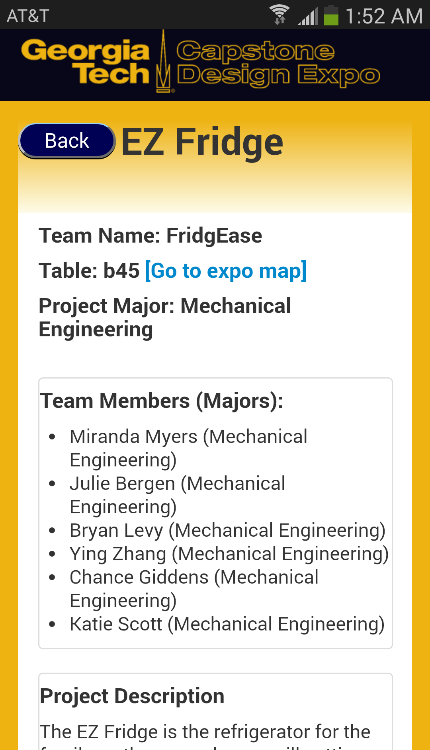 AT&T 1:52 AM
Georgia Tech Capstone Design Expo
Back EZ Fridge
Team Name: FridgEase
Table: b45 [Go to expo map]
Project Major: Mechanical
Engineering
Team Members (Majors):
• Miranda Myers (Mechanical
Engineering)
• Julie Bergen (Mechanical
Engineering)
• Bryan Levy (Mechanical Engineering)
• Ying Zhang (Mechanical Engineering)
• Chance Giddens (Mechanical
Engineering)
• Katie Scott (Mechanical Engineering)
Project Description
The EZ Fridge is the refrigerator for the